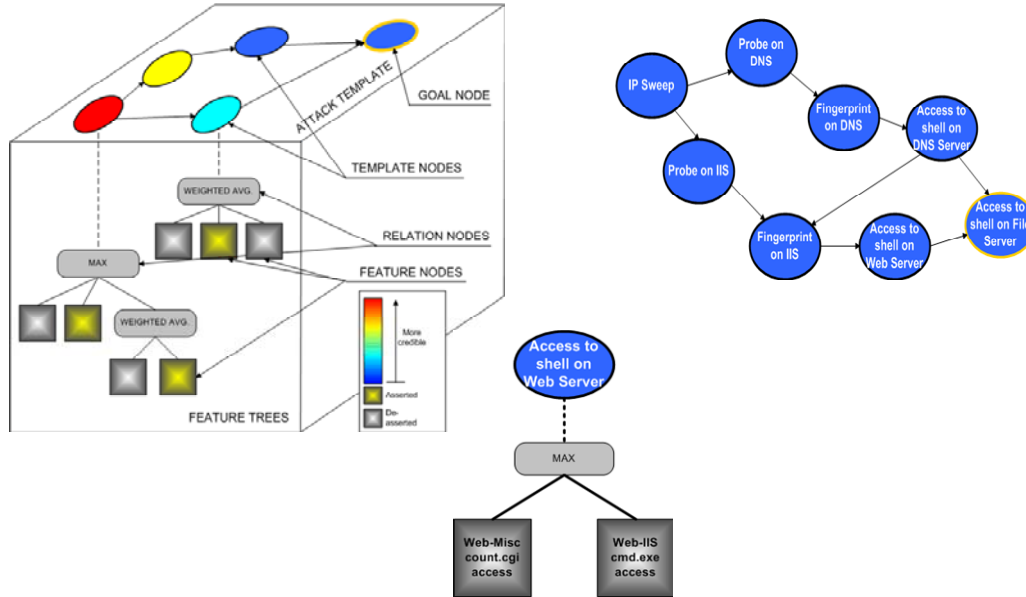 GOAL NODE
ATTACK TEMPLATE
TEMPLATE NODES
WEIGHTED AVG.
RELATION NODES
MAX
FEATURE NODES
WEIGHTED AVG.
More
credible
Asserted
De-
asserted
FEATURE TREES
Probe on
DNS
IP Sweep
Fingerprint
on DNS
Access to
shell on
DNS Server
Probe on IIS
Fingerprint
on IIS
Access to
shell on
Web Server
Access to
shell on File
Server
Access to
shell on
Web Server
MAX
Web-Misc
count.cgi
access
Web-IIS
cmd.exe
access